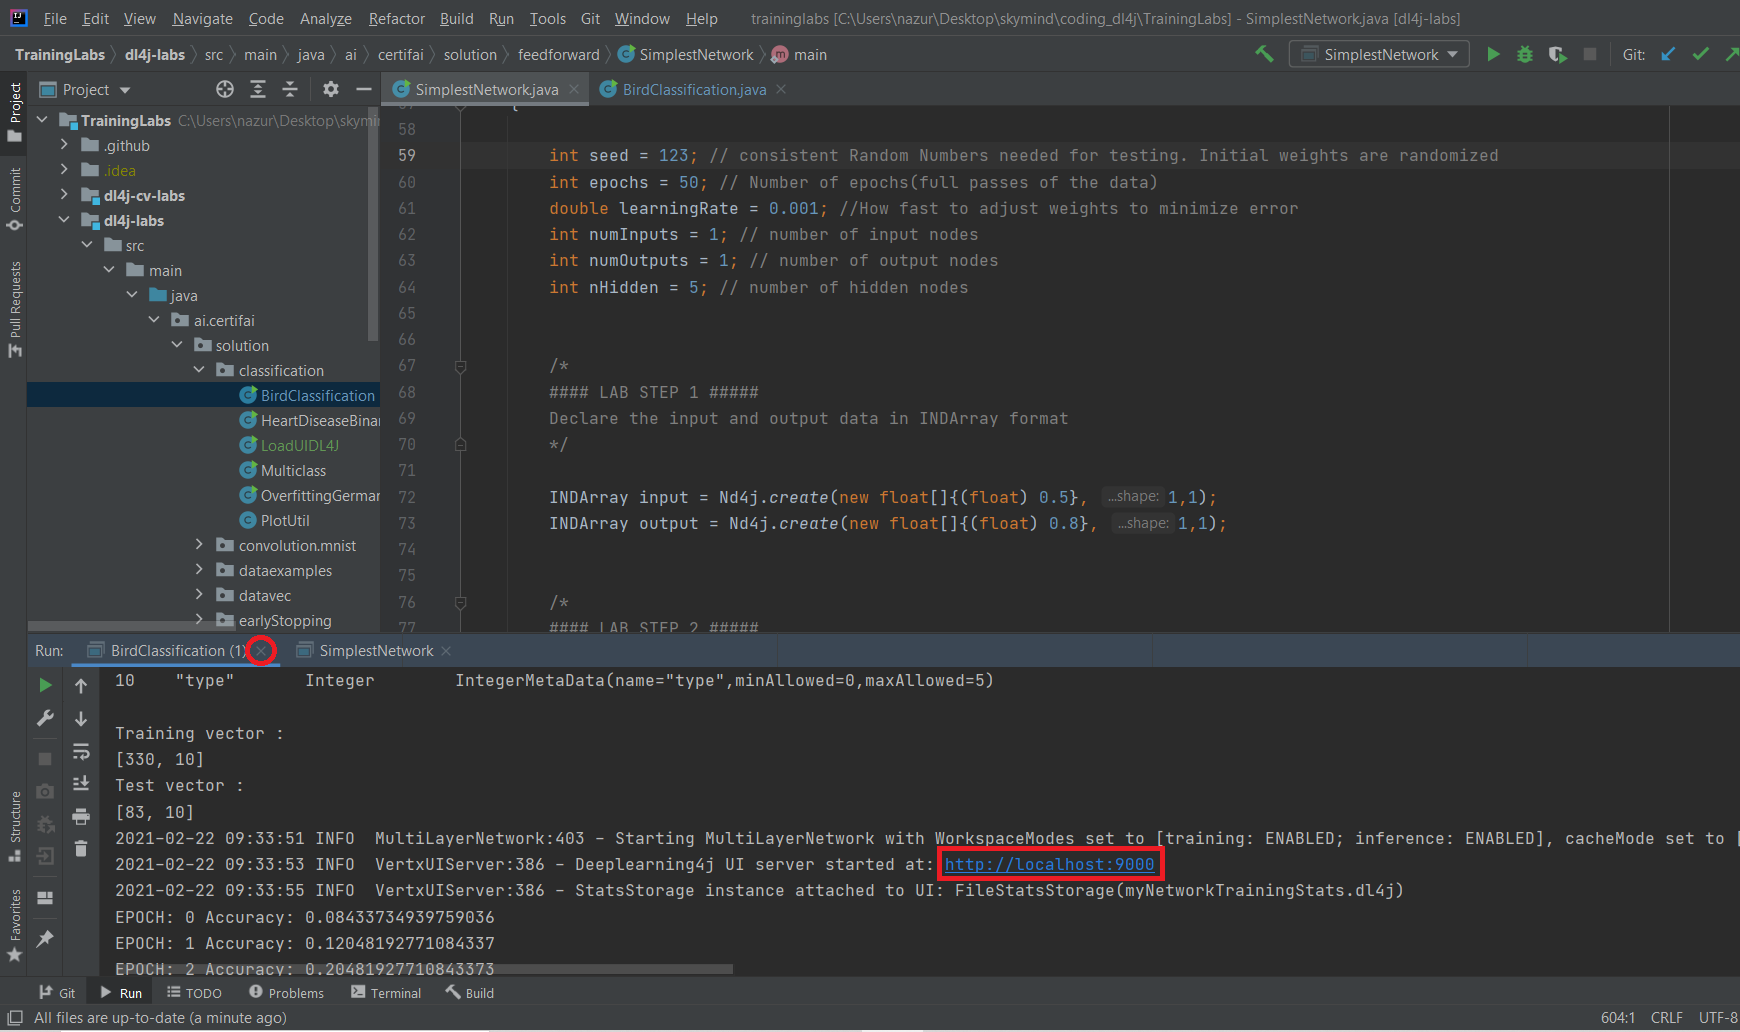 File Edit View Navigate Code Analyze Refactor Build Run Tools Git Window Help traininglabs [C:\Users\nazur\Desktop\skymind\coding_dl4j\TrainingLabs] - SimplestNetwork.java [dl4j-labs]
TrainingLabs dl4j-labs src main java ai certifai solution feedforward SimplestNetwork main SimplestNetwork Git:
Project
SimplestNetwork.java BirdClassification.java
Project
Commit
Pull Requests
Structure
Favorites
TrainingLabs C:\Users\nazur\Desktop\skymin
.github
.idea
dl4j-cv-labs
dl4j-labs
src
main
java
ai.certifai
solution
classification
BirdClassification
HeartDiseaseBinar
LoadUIDL4J
Multiclass
OverfittingGerman
PlotUtil
convolution.mnist
dataexamples
datavec
earlyStopping
{
58
59 int seed = 123; // consistent Random Numbers needed for testing. Initial weights are randomized
60 int epochs = 50; // Number of epochs(full passes of the data)
61 double learningRate = 0.001; //How fast to adjust weights to minimize error
62 int numInputs = 1; // number of input nodes
63 int numOutputs = 1; // number of output nodes
64 int nHidden = 5; // number of hidden nodes
65
66
67 /*
68 #### LAB STEP 1 #####
69 Declare the input and output data in INDArray format
70 */
71
72 INDArray input = Nd4j.create(new float[]{(float) 0.5}, ...shape: 1,1);
73 INDArray output = Nd4j.create(new float[]{(float) 0.8}, ...shape: 1,1);
74
75
76 /*
77 #### LAB STEP 2 #####
Run: BirdClassification (1) SimplestNetwork
10 "type" Integer IntegerMetaData(name="type",minAllowed=0,maxAllowed=5)
Training vector :
[330, 10]
Test vector :
[83, 10]
2021-02-22 09:33:51 INFO MultiLayerNetwork:403 - Starting MultiLayerNetwork with WorkspaceModes set to [training: ENABLED; inference: ENABLED], cacheMode set to [
2021-02-22 09:33:53 INFO VertxUIServer:386 - Deeplearning4j UI server started at: http://localhost:9000
2021-02-22 09:33:55 INFO VertxUIServer:386 - StatsStorage instance attached to UI: FileStatsStorage(myNetworkTrainingStats.dl4j)
EPOCH: 0 Accuracy: 0.08433734939759036
EPOCH: 1 Accuracy: 0.12048192771084337
EPOCH: 2 Accuracy: 0.20481927710843373
Git Run TODO Problems Terminal Build
All files are up-to-date (a minute ago) 604:1 CRLF UTF-8